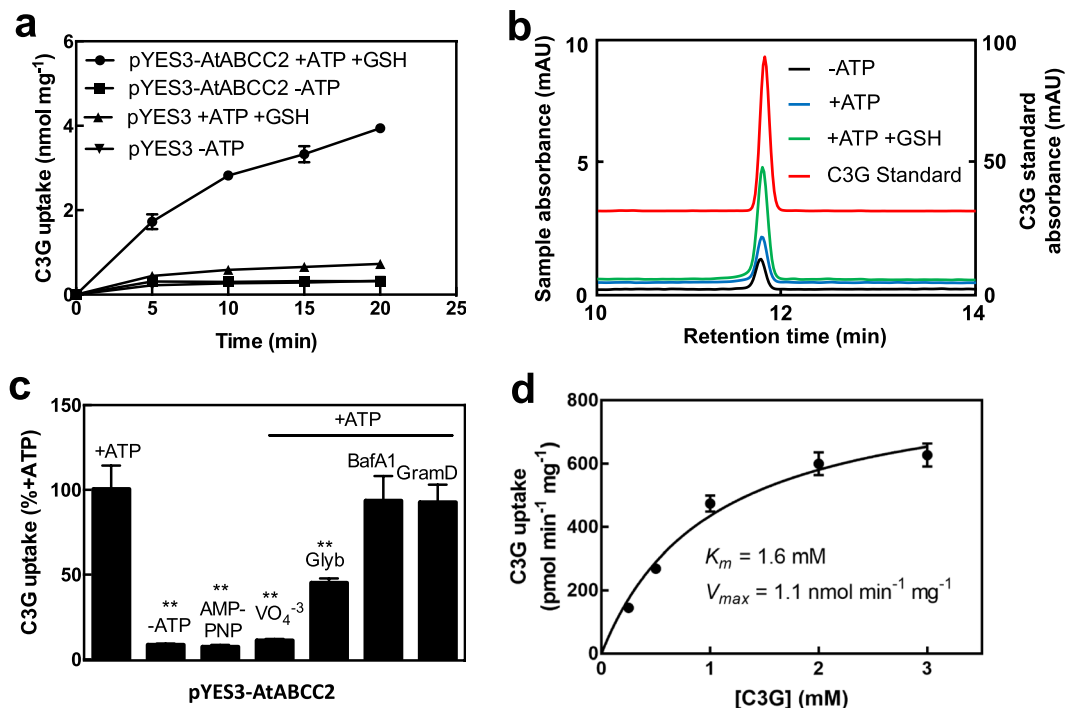 a
6
4
2
0
C3G uptake (nmol mg⁻¹)
pYES3-AtABCC2 +ATP +GSH
pYES3-AtABCC2 -ATP
pYES3 +ATP +GSH
pYES3 -ATP
0 5 10 15 20 25
Time (min)
b
10
5
0
Sample absorbance (mAU)
-ATP
+ATP
+ATP +GSH
C3G Standard
100
50
0
C3G standard
absorbance (mAU)
10 12 14
Retention time (min)
c
150
100
50
0
C3G uptake (%+ATP)
+ATP
+ATP
BafA1
GramD
**
Glyb
**
-ATP
**
AMP-
PNP
**
VO₄⁻³
pYES3-AtABCC2
d
800
600
400
200
0
C3G uptake
(pmol min⁻¹ mg⁻¹)
Kₘ = 1.6 mM
Vₘₐₓ = 1.1 nmol min⁻¹ mg⁻¹
0 1 2 3
[C3G] (mM)